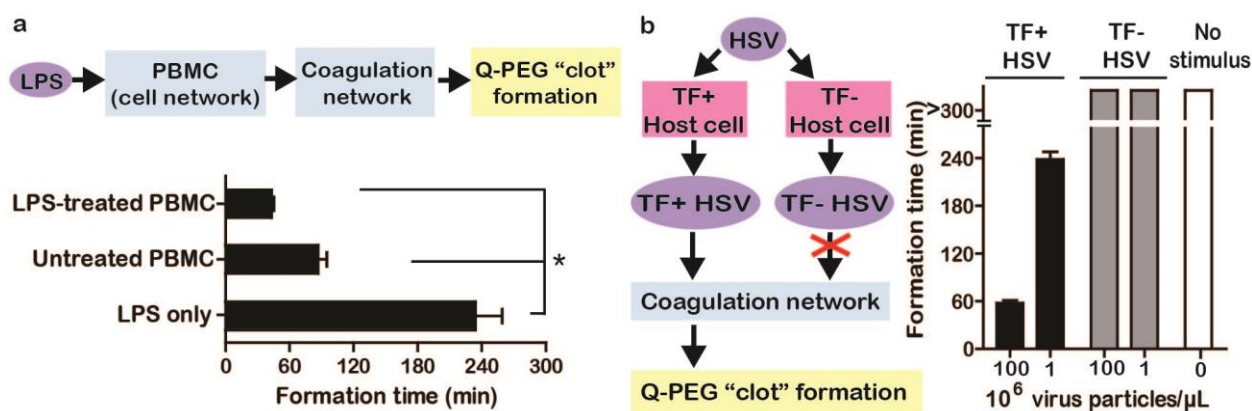 a
LPS
PBMC
(cell network)
Coagulation
network
Q-PEG “clot”
formation
LPS-treated PBMC
Untreated PBMC
LPS only
*
0 60 120 180 240 300
Formation time (min)
b
HSV
TF+
Host cell
TF-
Host cell
TF+ HSV
TF- HSV
Coagulation network
Q-PEG “clot” formation
TF+
HSV
TF-
HSV
No
stimulus
Formation time (min)
>300
240
180
120
60
0
100 1 100 1 0
10⁶ virus particles/µL